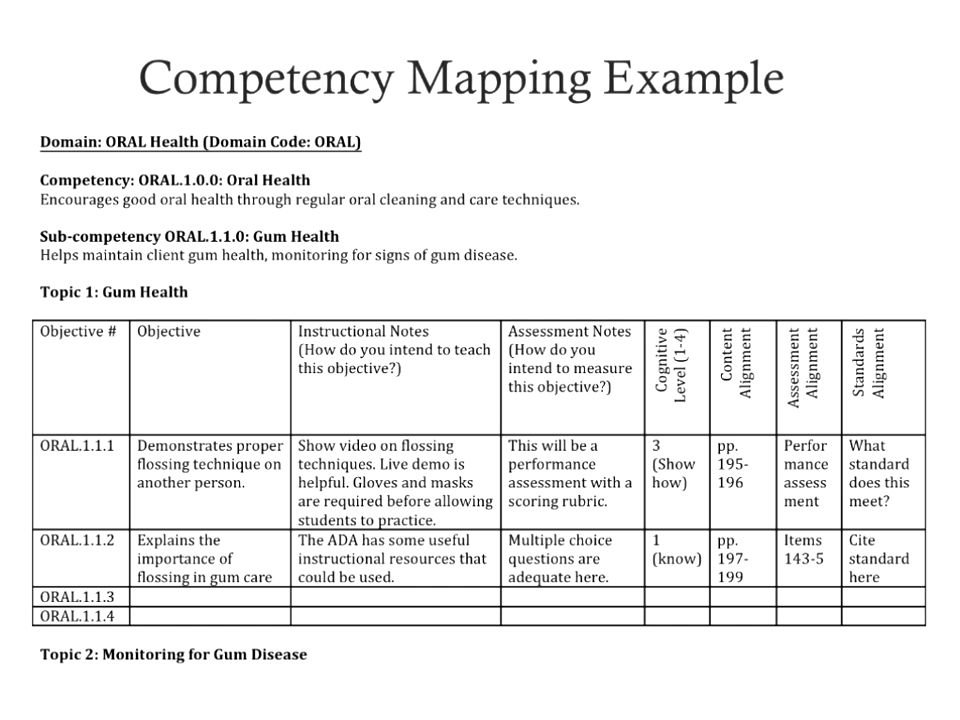 Competency Mapping Example
Domain: ORAL Health (Domain Code: ORAL)
Competency: ORAL.1.0.0: Oral Health
Encourages good oral health through regular oral cleaning and care techniques.
Sub-competency ORAL.1.1.0: Gum Health
Helps maintain client gum health, monitoring for signs of gum disease.
Topic 1: Gum Health
Objective #
Objective
Instructional Notes
(How do you intend to teach
this objective?)
Assessment Notes
(How do you
intend to measure
this objective?)
Cognitive
Level (1-4)
Content
Alignment
Assessment
Alignment
Standards
Alignment
ORAL.1.1.1
Demonstrates proper
flossing technique on
another person.
Show video on flossing
techniques. Live demo is
helpful. Gloves and masks
are required before allowing
students to practice.
This will be a
performance
assessment with a
scoring rubric.
3
(Show
how)
pp.
195-
196
Perfor
mance
assess
ment
What
standard
does this
meet?
ORAL.1.1.2
Explains the
importance of
flossing in gum care
The ADA has some useful
instructional resources that
could be used.
Multiple choice
questions are
adequate here.
1
(know)
pp.
197-
199
Items
143-5
Cite
standard
here
ORAL.1.1.3
ORAL.1.1.4
Topic 2: Monitoring for Gum Disease